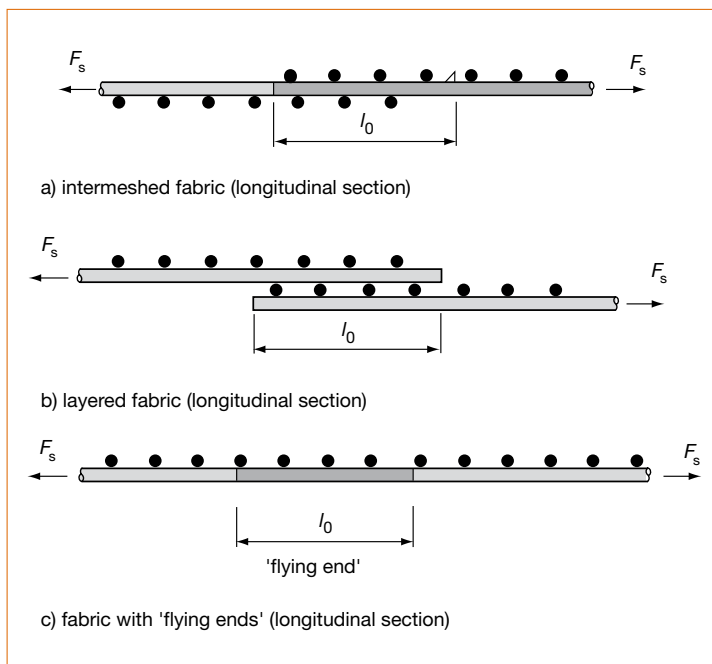 Fs
Fs
l0
a) intermeshed fabric (longitudinal section)
Fs
Fs
l0
b) layered fabric (longitudinal section)
Fs
Fs
l0
'flying end'
c) fabric with 'flying ends' (longitudinal section)